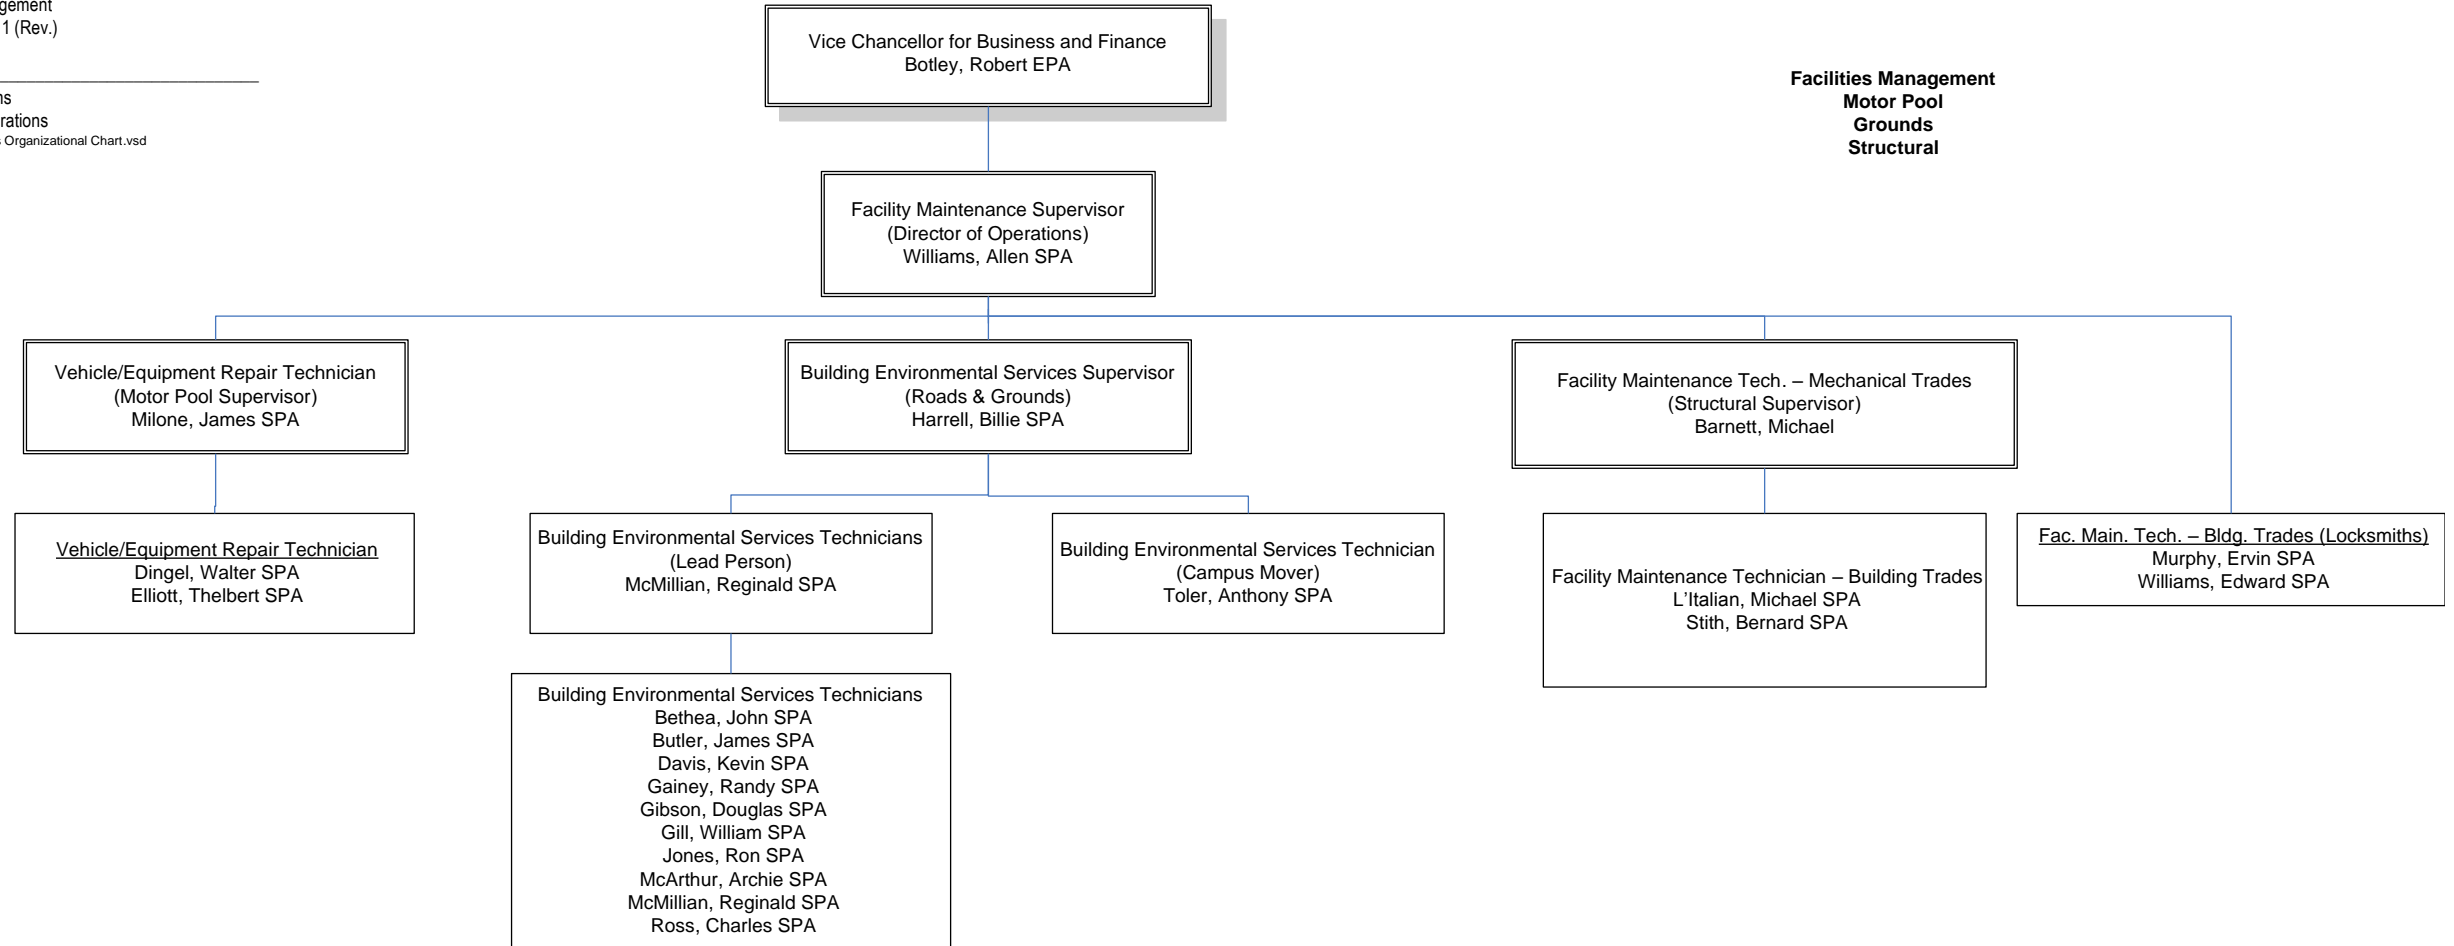 1 (Rev.)
Organizational Chart.vsd
Vice Chancellor for Business and Finance
Botley, Robert EPA
Facilities Management
Motor Pool
Grounds
Structural
Facility Maintenance Supervisor
(Director of Operations)
Williams, Allen SPA
Vehicle/Equipment Repair Technician
(Motor Pool Supervisor)
Milone, James SPA
Building Environmental Services Supervisor
(Roads & Grounds)
Harrell, Billie SPA
Facility Maintenance Tech. – Mechanical Trades
(Structural Supervisor)
Barnett, Michael
Vehicle/Equipment Repair Technician
Dingel, Walter SPA
Elliott, Thelbert SPA
Building Environmental Services Technicians
(Lead Person)
McMillian, Reginald SPA
Building Environmental Services Technician
(Campus Mover)
Toler, Anthony SPA
Facility Maintenance Technician – Building Trades
L’Italian, Michael SPA
Stith, Bernard SPA
Fac. Main. Tech. – Bldg. Trades (Locksmiths)
Murphy, Ervin SPA
Williams, Edward SPA
Building Environmental Services Technicians
Bethea, John SPA
Butler, James SPA
Davis, Kevin SPA
Gainey, Randy SPA
Gibson, Douglas SPA
Gill, William SPA
Jones, Ron SPA
McArthur, Archie SPA
McMillian, Reginald SPA
Ross, Charles SPA